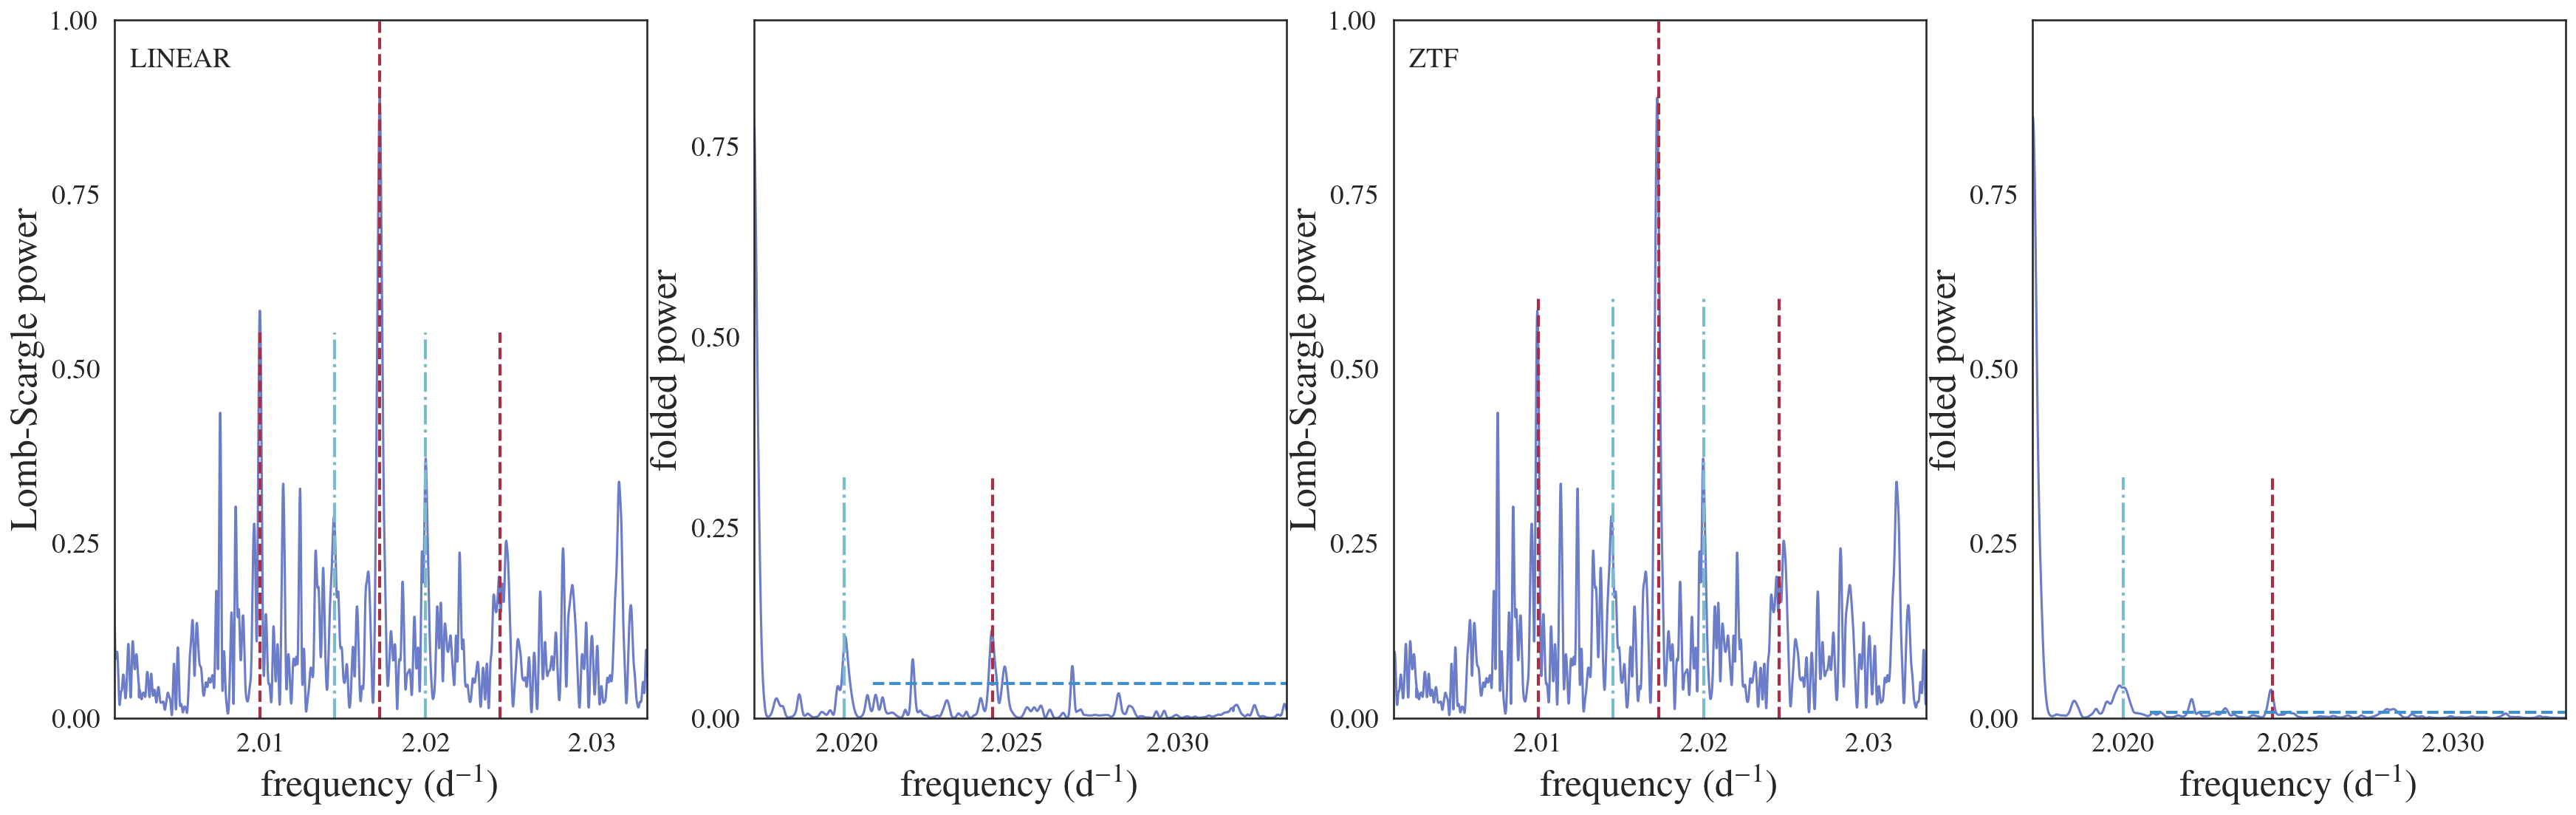 LINEAR
Lomb-Scargle power
1.00
0.75
0.50
0.25
0.00
2.01 2.02 2.03
frequency (d⁻¹)
folded power
0.75
0.50
0.25
0.00
2.020 2.025 2.030
frequency (d⁻¹)
ZTF
Lomb-Scargle power
1.00
0.75
0.50
0.25
0.00
2.01 2.02 2.03
frequency (d⁻¹)
folded power
0.75
0.50
0.25
0.00
2.020 2.025 2.030
frequency (d⁻¹)